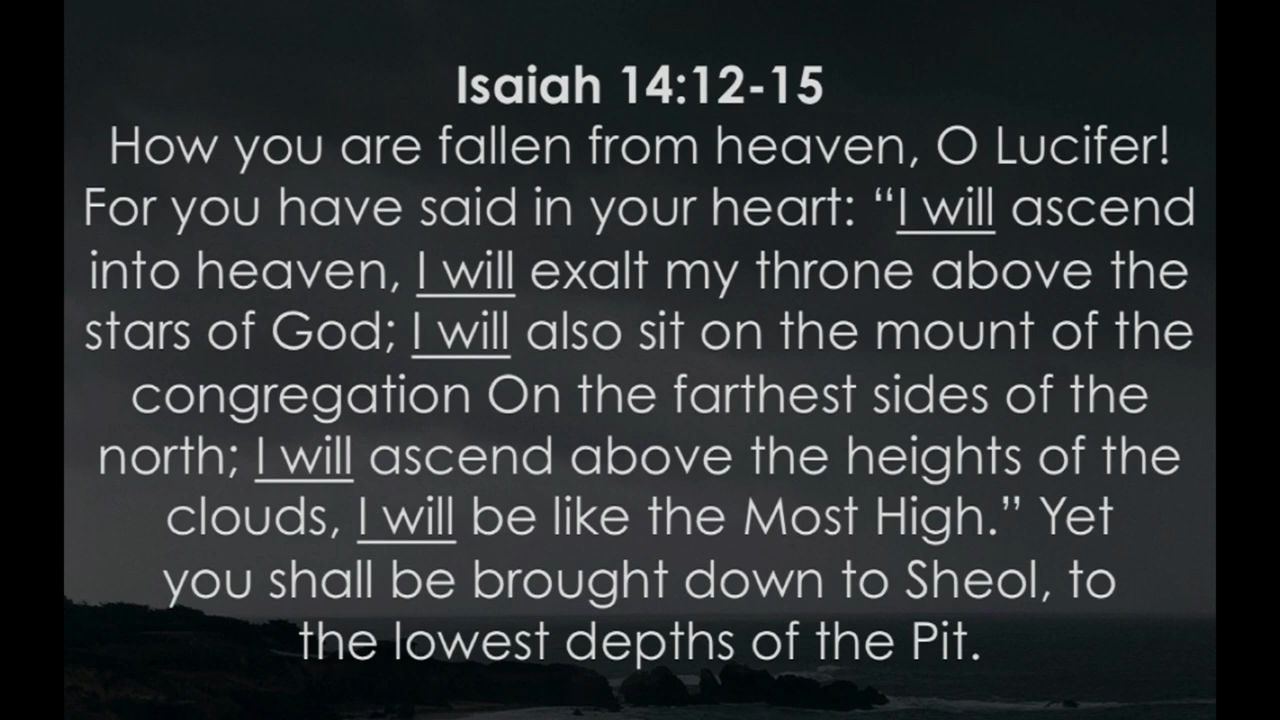 Isaiah 14:12-15
How you are fallen from heaven, O Lucifer!
For you have said in your heart: “I will ascend
into heaven, I will exalt my throne above the
stars of God; I will also sit on the mount of the
congregation On the farthest sides of the
north; I will ascend above the heights of the
clouds, I will be like the Most High.” Yet
you shall be brought down to Sheol, to
the lowest depths of the Pit.